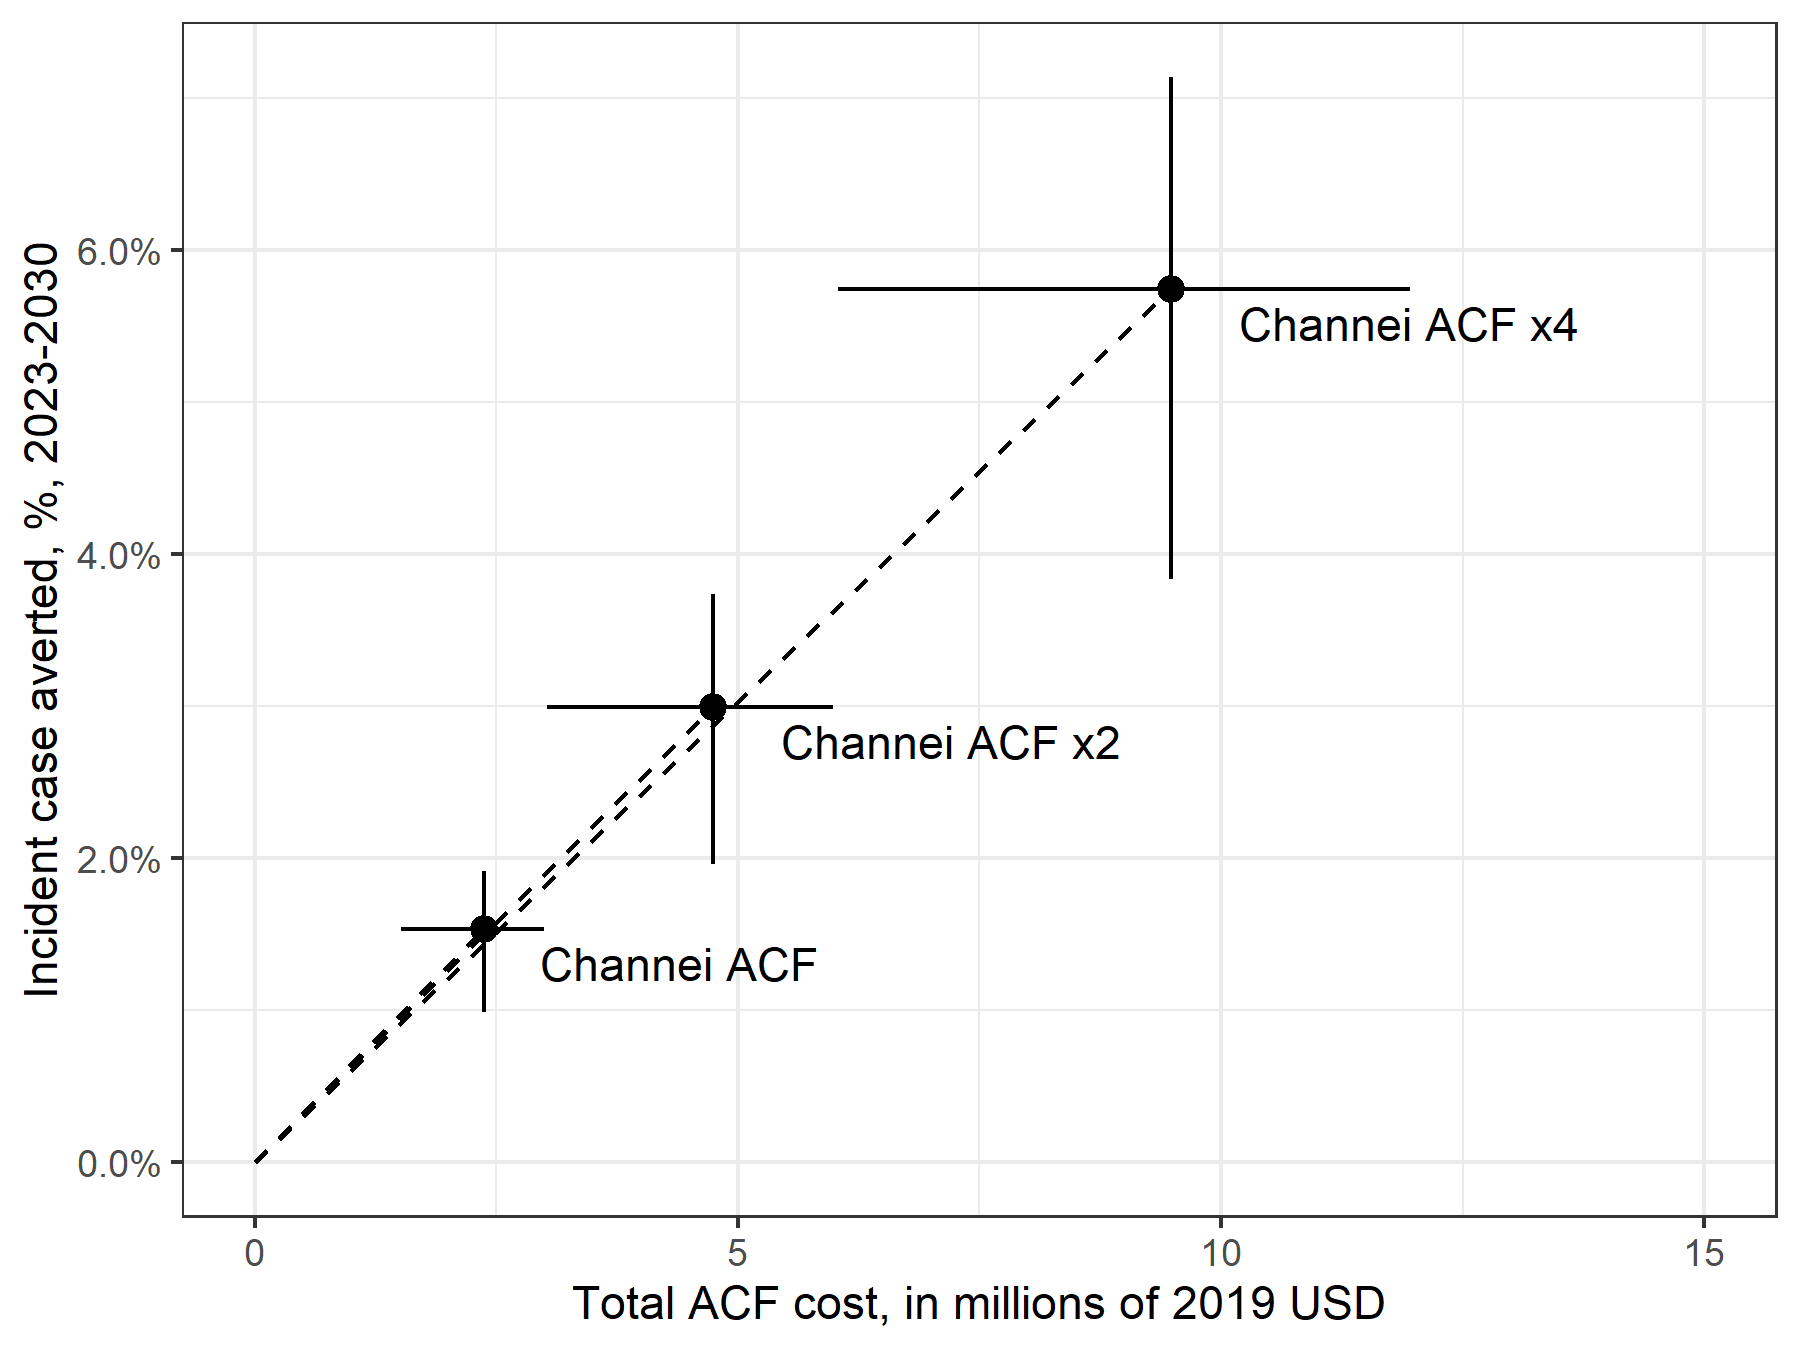 Incident case averted, %, 2023-2030
6.0%
4.0%
2.0%
0.0%
Channei ACF x4
Channei ACF x2
Channei ACF
0 5 10 15
Total ACF cost, in millions of 2019 USD